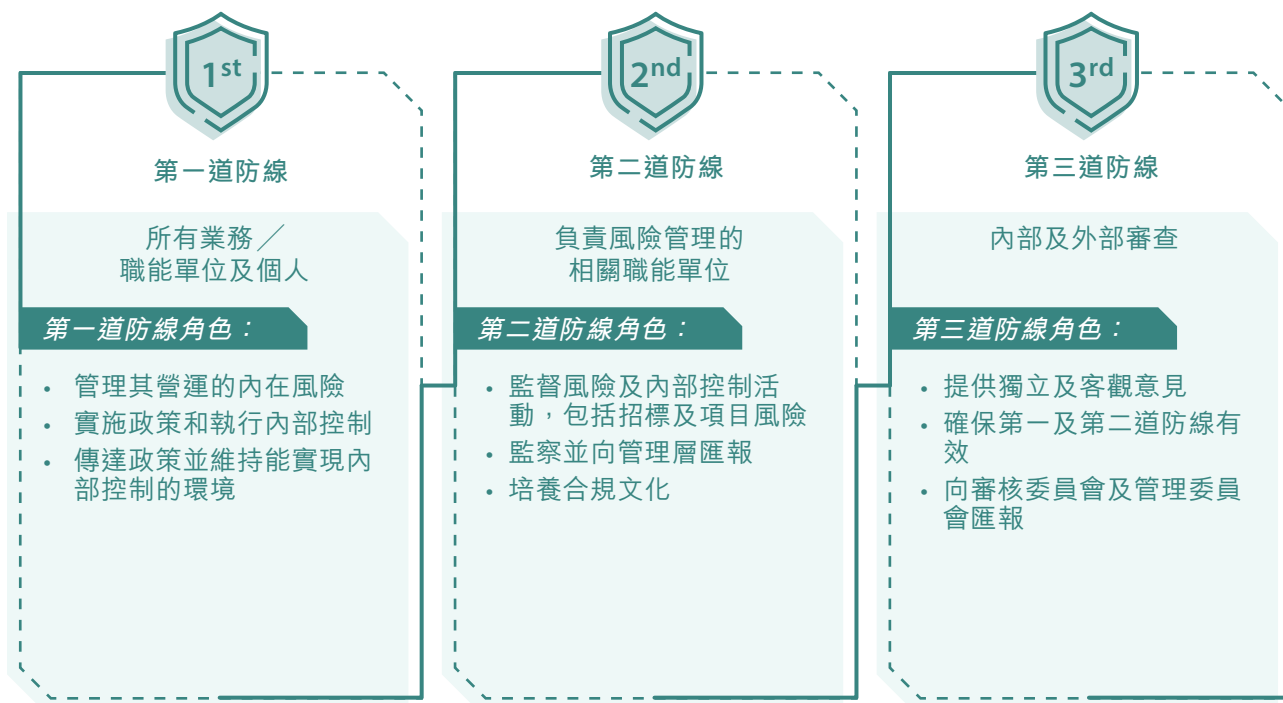 1st
第一道防線
所有業務／
職能單位及個人
第一道防線角色：
• 管理其營運的內在風險
• 實施政策和執行內部控制
• 傳達政策並維持能實現內
部控制的環境
2nd
第二道防線
負責風險管理的
相關職能單位
第二道防線角色：
• 監督風險及內部控制活
動，包括招標及項目風險
• 監察並向管理層匯報
• 培養合規文化
3rd
第三道防線
內部及外部審查
第三道防線角色：
• 提供獨立及客觀意見
• 確保第一及第二道防線有
效
• 向審核委員會及管理委員
會匯報